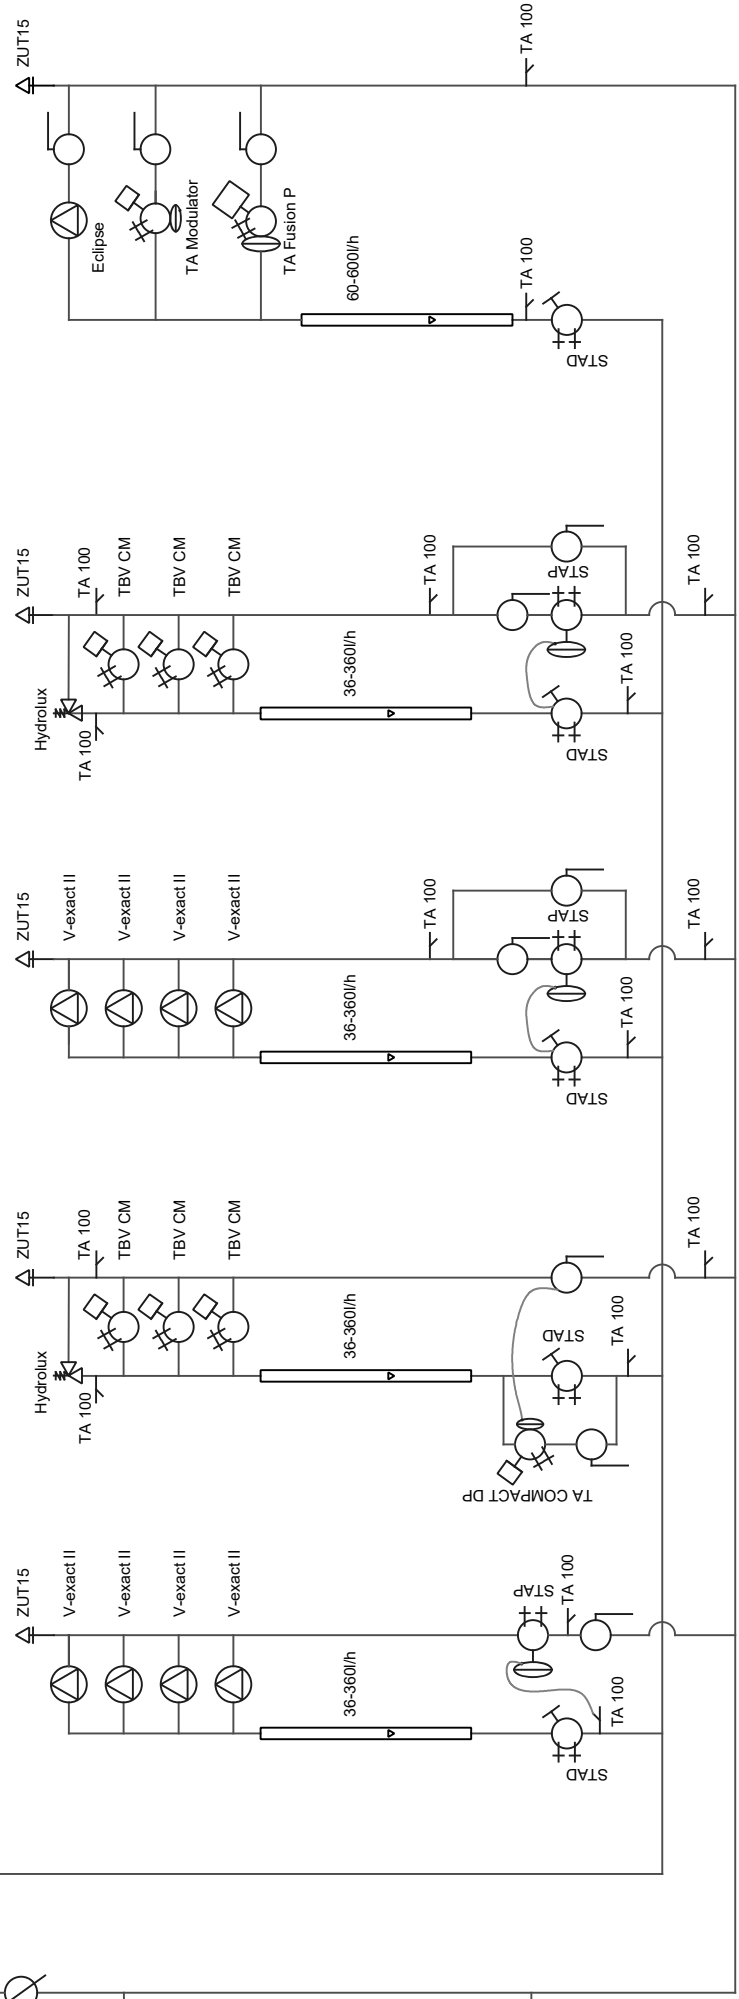 ZUT15
TA 100
Eclipse
TA Modulator
TA Fusion P
60-600l/h
TA 100
STAD
ZUT15
TA 100
TBV CM
TBV CM
TBV CM
TA 100
STAP
TA 100
Hydrolux
TA 100
36-360l/h
TA 100
STAD
ZUT15
V-exact II
V-exact II
V-exact II
V-exact II
TA 100
STAP
TA 100
36-360l/h
TA 100
STAD
ZUT15
TA 100
TBV CM
TBV CM
TBV CM
TA 100
Hydrolux
TA 100
36-360l/h
STAD
TA 100
TA COMPACT DP
ZUT15
V-exact II
V-exact II
V-exact II
V-exact II
STAP
TA 100
36-360l/h
TA 100
STAD